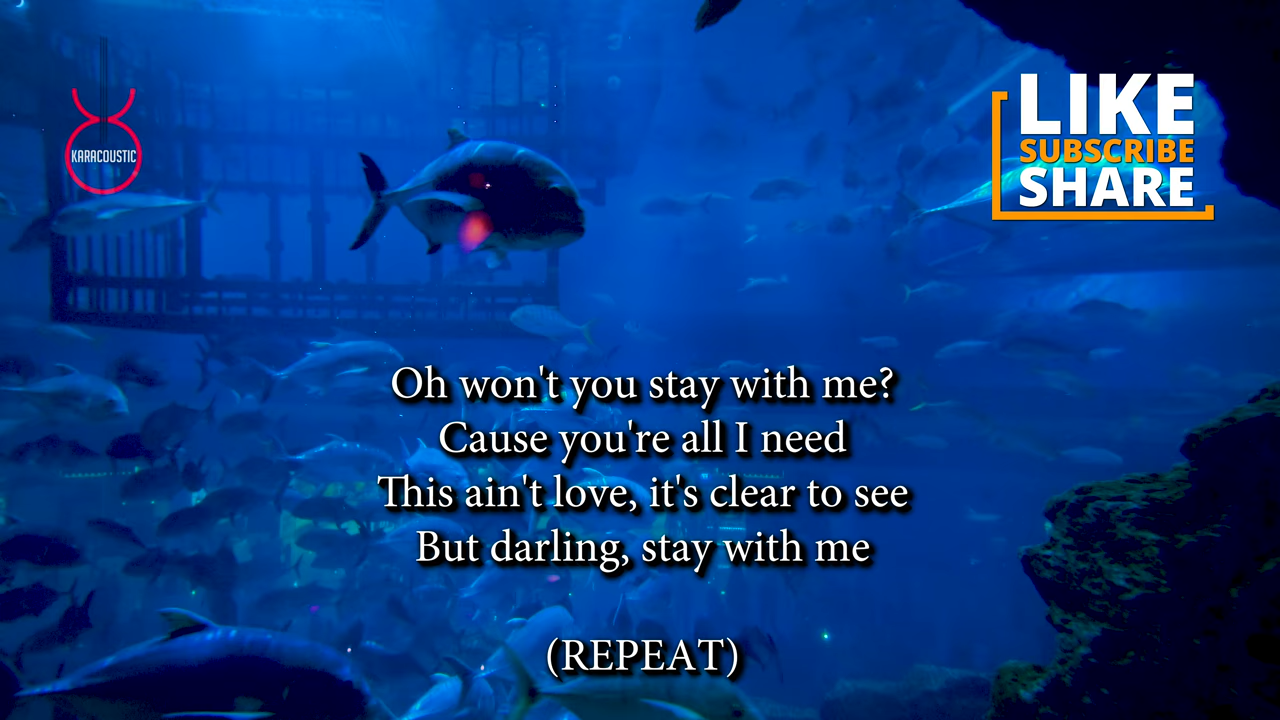 KARACOUSTIC
LIKE
SUBSCRIBE
SHARE
Oh won't you stay with me?
Cause you're all I need
This ain't love, it's clear to see
But darling, stay with me
(REPEAT)